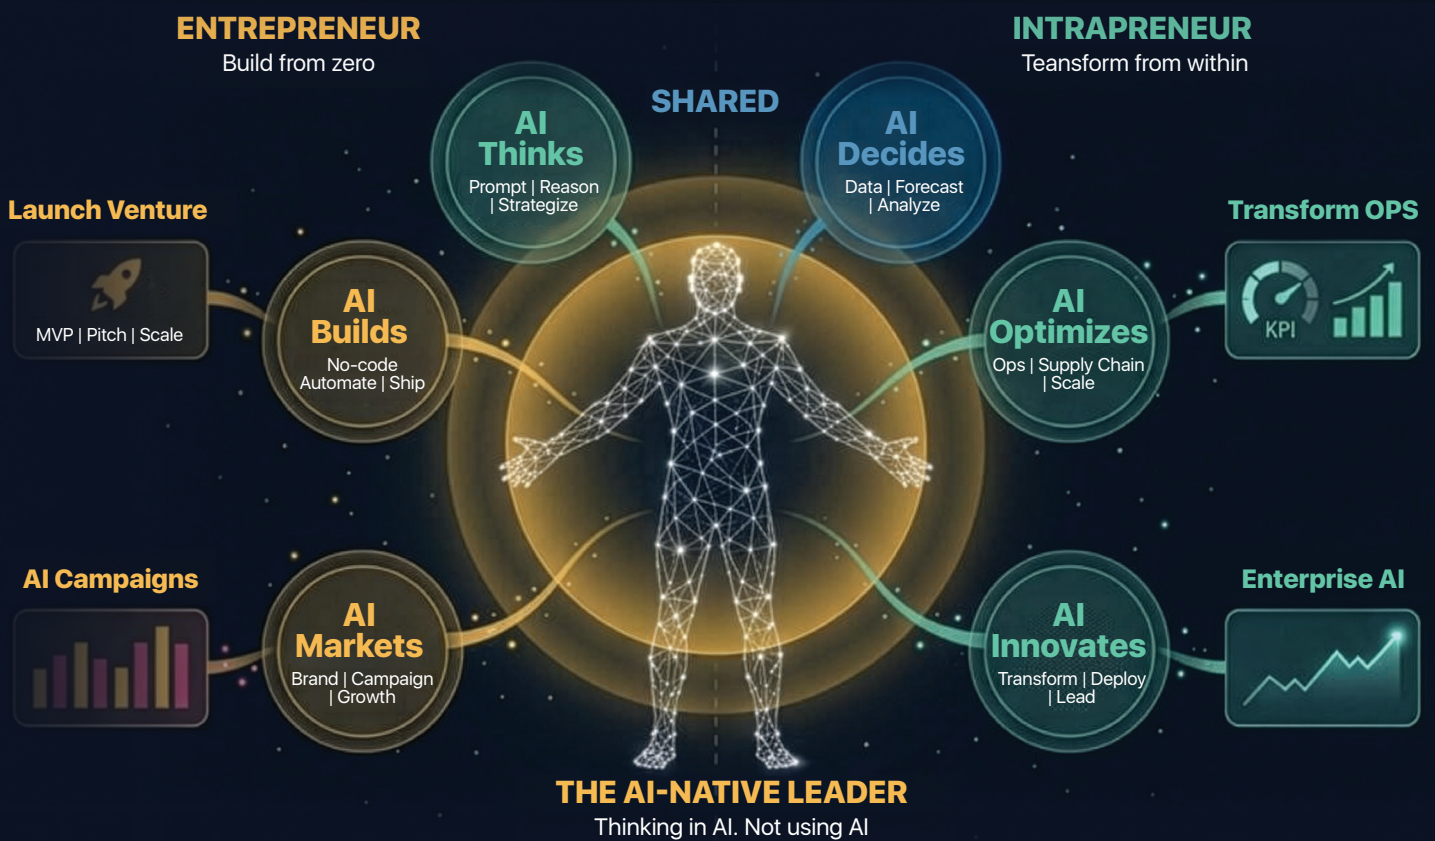 ENTREPRENEUR
Build from zero
INTRAPRENEUR
Teansform from within
SHARED
AI
Thinks
Prompt | Reason
| Strategize
AI
Decides
Data | Forecast
| Analyze
Launch Venture
MVP | Pitch | Scale
AI
Builds
No-code
Automate | Ship
AI
Optimizes
Ops | Supply Chain
| Scale
Transform OPS
KPI
AI Campaigns
AI
Markets
Brand | Campaign
| Growth
AI
Innovates
Transform | Deploy
| Lead
Enterprise AI
THE AI-NATIVE LEADER
Thinking in AI. Not using AI